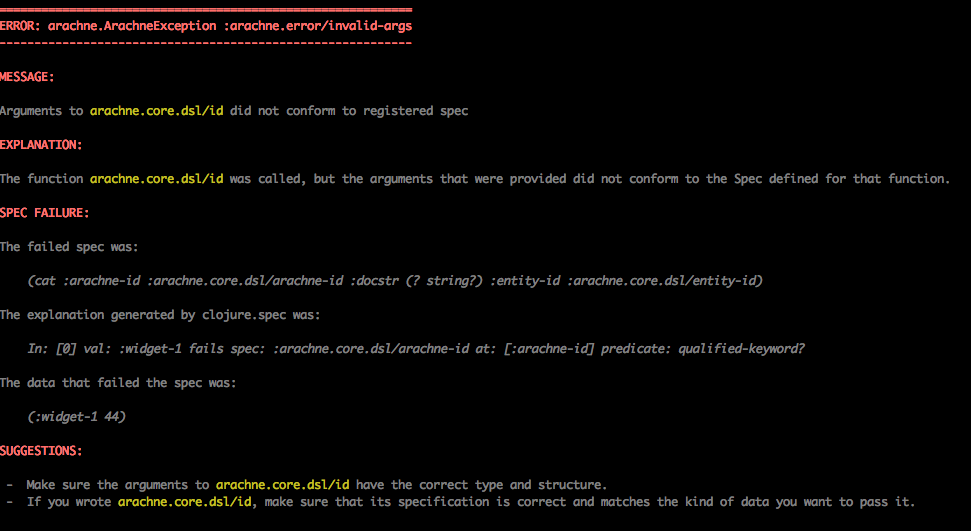 ERROR: arachne.ArachneException :arachne.error/invalid-args
MESSAGE:
Arguments to arachne.core.dsl/id did not conform to registered spec
EXPLANATION:
The function arachne.core.dsl/id was called, but the arguments that were provided did not conform to the Spec defined for that function.
SPEC FAILURE:
The failed spec was:
(cat :arachne-id :arachne.core.dsl/arachne-id :docstr (? string?) :entity-id :arachne.core.dsl/entity-id)
The explanation generated by clojure.spec was:
In: [0] val: :widget-1 fails spec: :arachne.core.dsl/arachne-id at: [:arachne-id] predicate: qualified-keyword?
The data that failed the spec was:
(:widget-1 44)
SUGGESTIONS:
- Make sure the arguments to arachne.core.dsl/id have the correct type and structure.
- If you wrote arachne.core.dsl/id, make sure that its specification is correct and matches the kind of data you want to pass it.